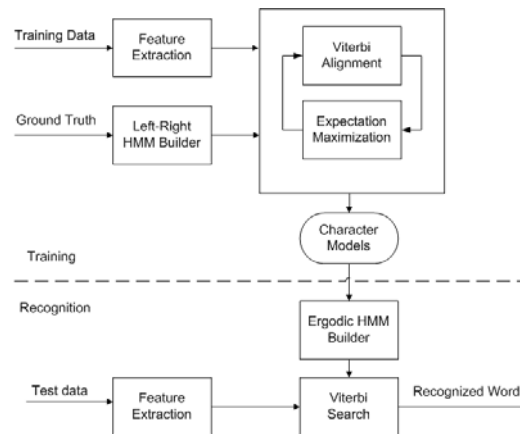 Training Data
Feature
Extraction
Viterbi
Alignment
Ground Truth
Left-Right
HMM Builder
Expectation
Maximization
Character
Models
Training
Recognition
Ergodic HMM
Builder
Test data
Feature
Extraction
Viterbi
Search
Recognized Word